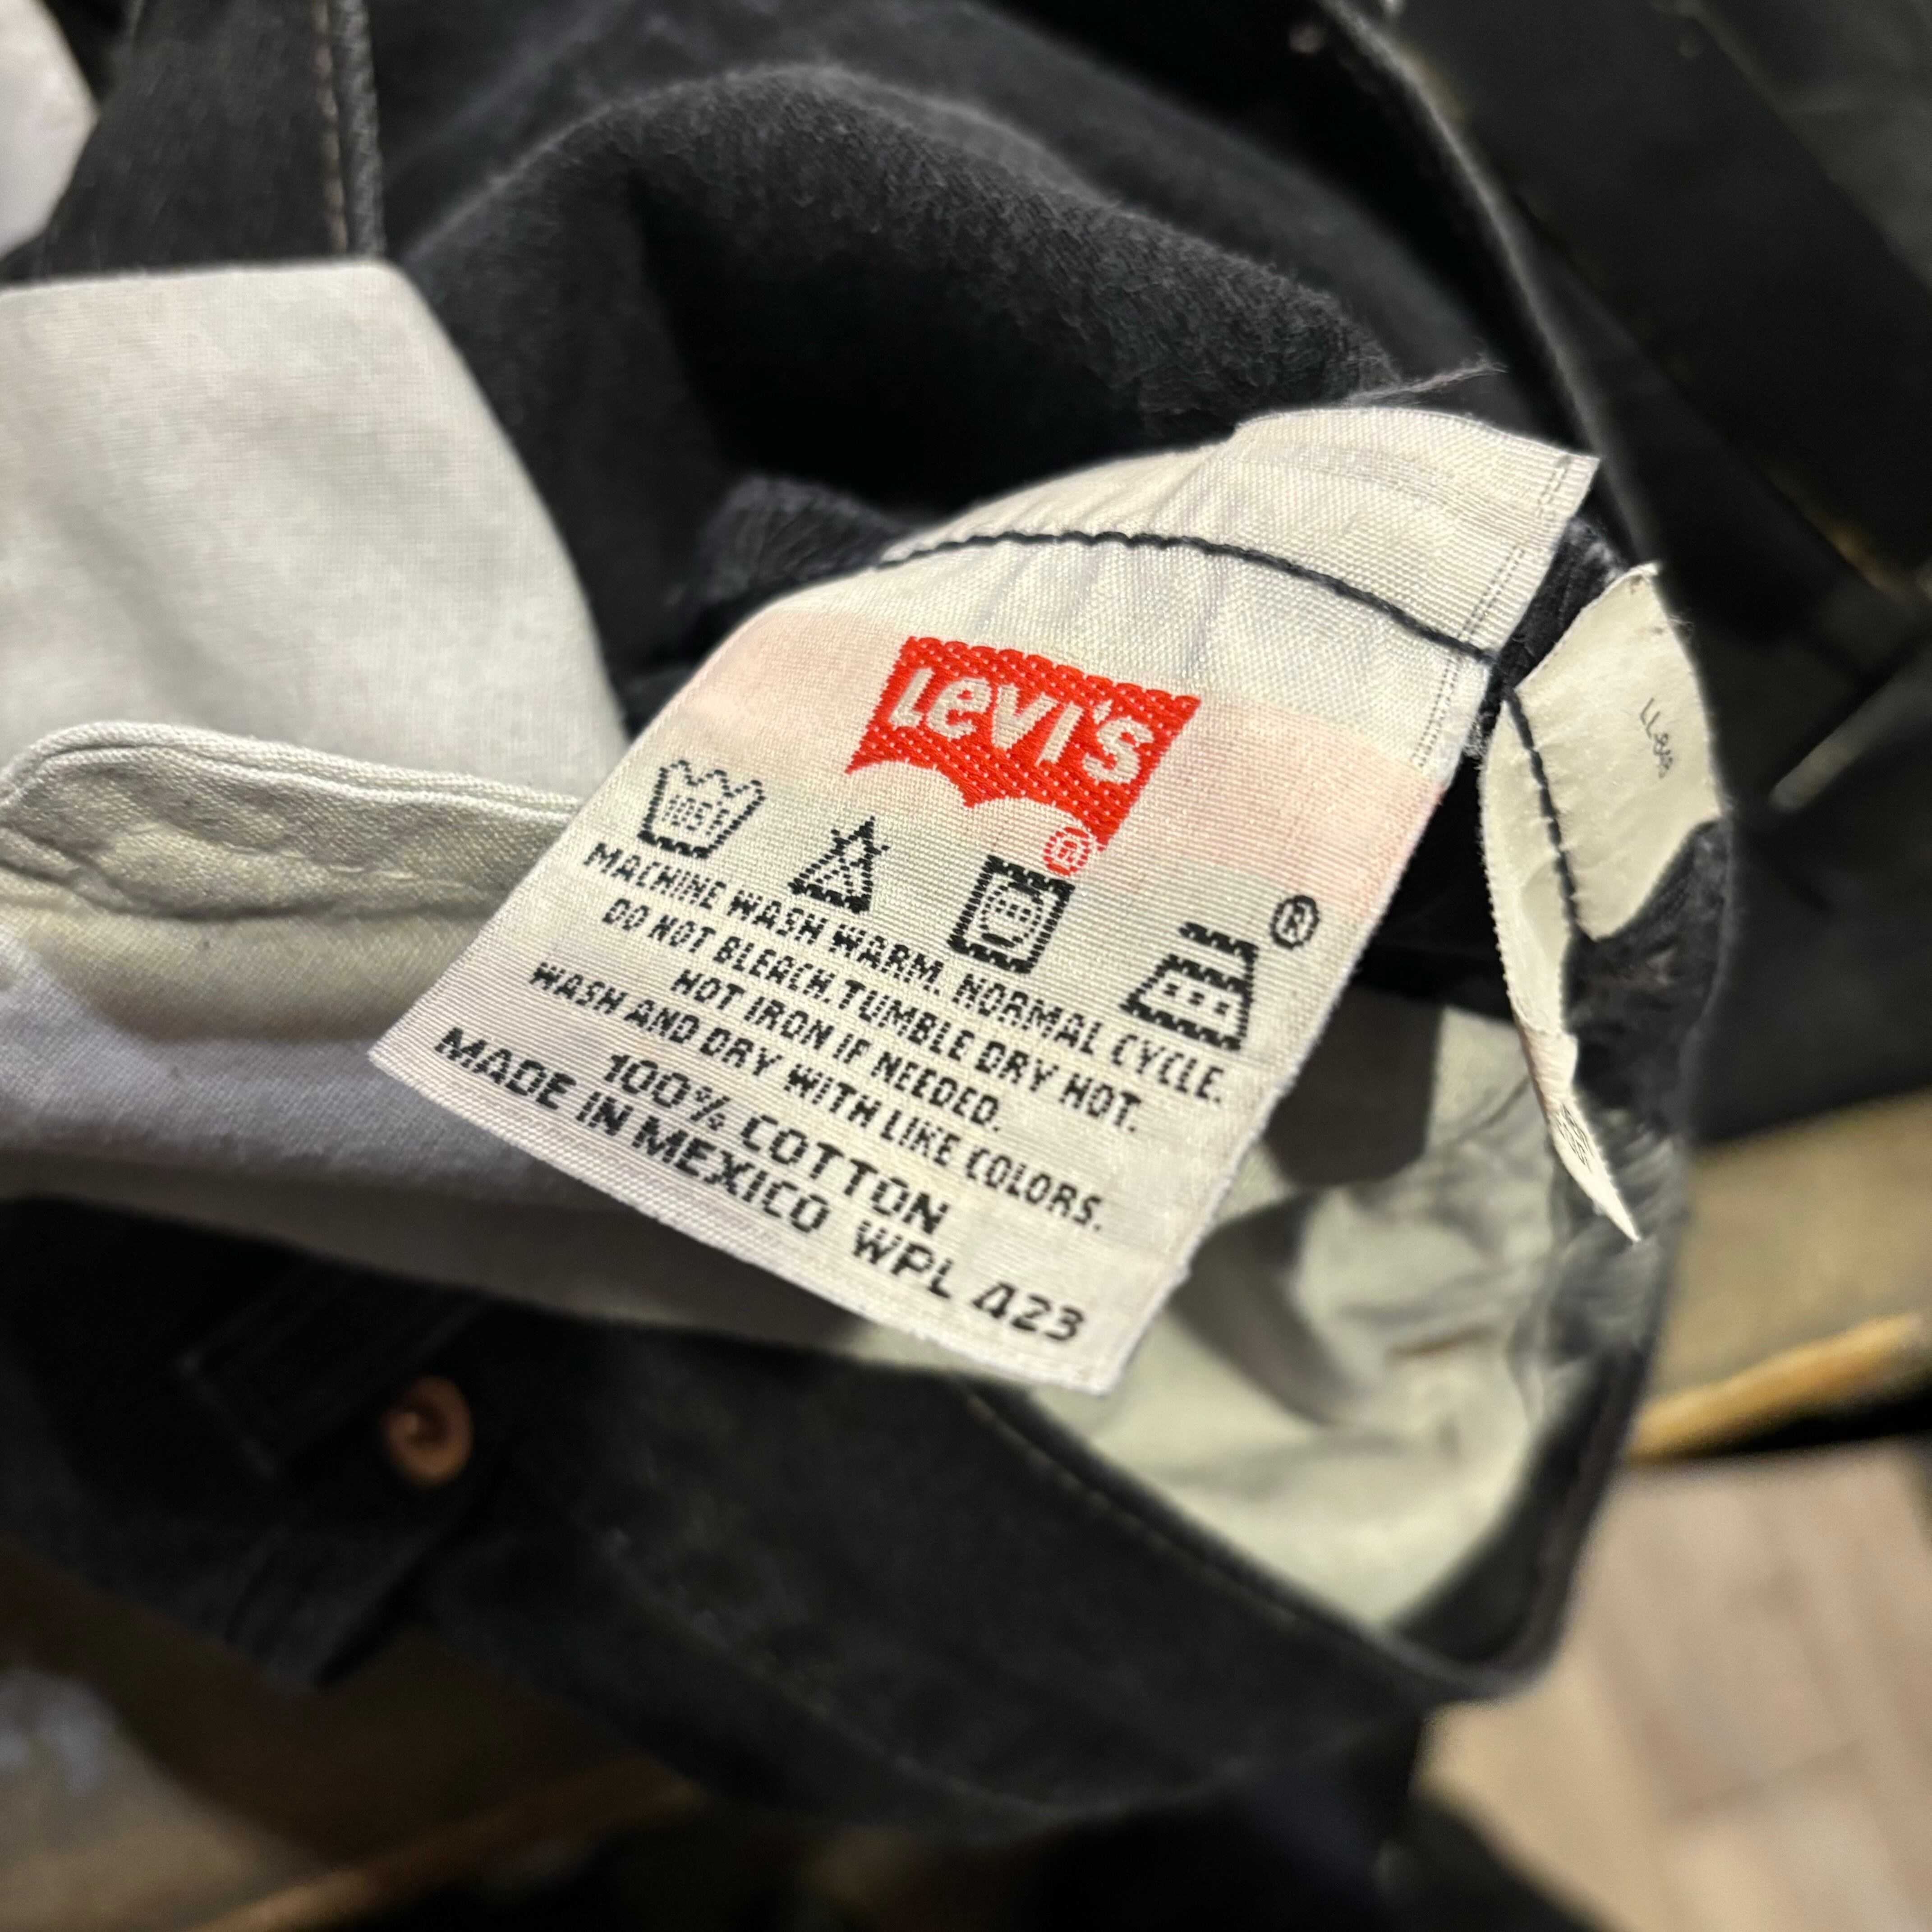 LEVI'S
®
105F
®
MACHINE WASH WARM. NORMAL CYCLE.
DO NOT BLEACH. TUMBLE DRY HOT.
HOT IRON IF NEEDED.
WASH AND DRY WITH LIKE COLORS.
100% COTTON
MADE IN MEXICO WPL 423